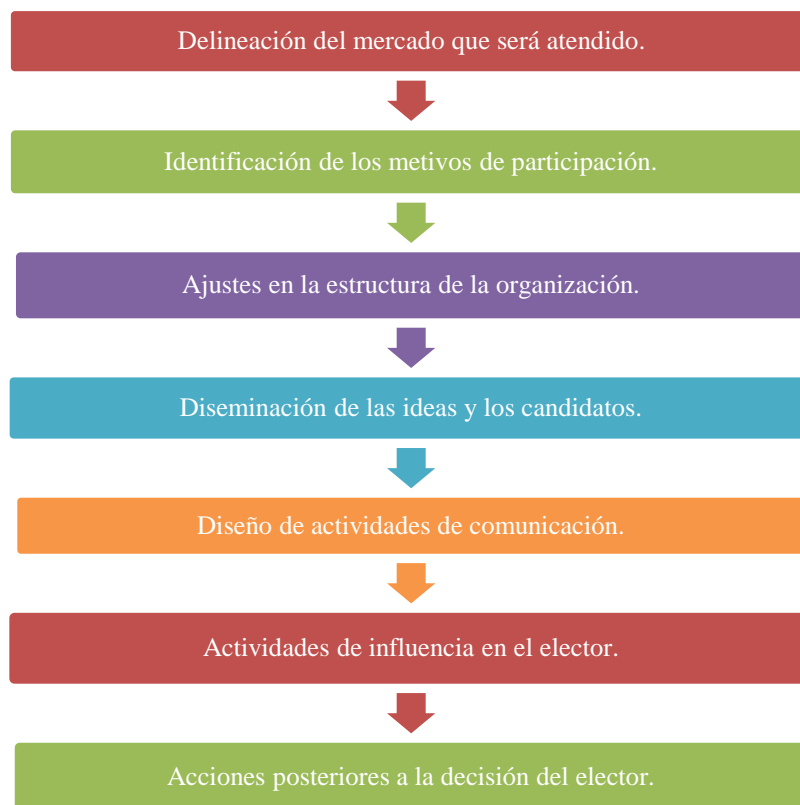 Delineación del mercado que será atendido.
Identificación de los metivos de participación.
Ajustes en la estructura de la organización.
Diseminación de las ideas y los candidatos.
Diseño de actividades de comunicación.
Actividades de influencia en el elector.
Acciones posteriores a la decisión del elector.